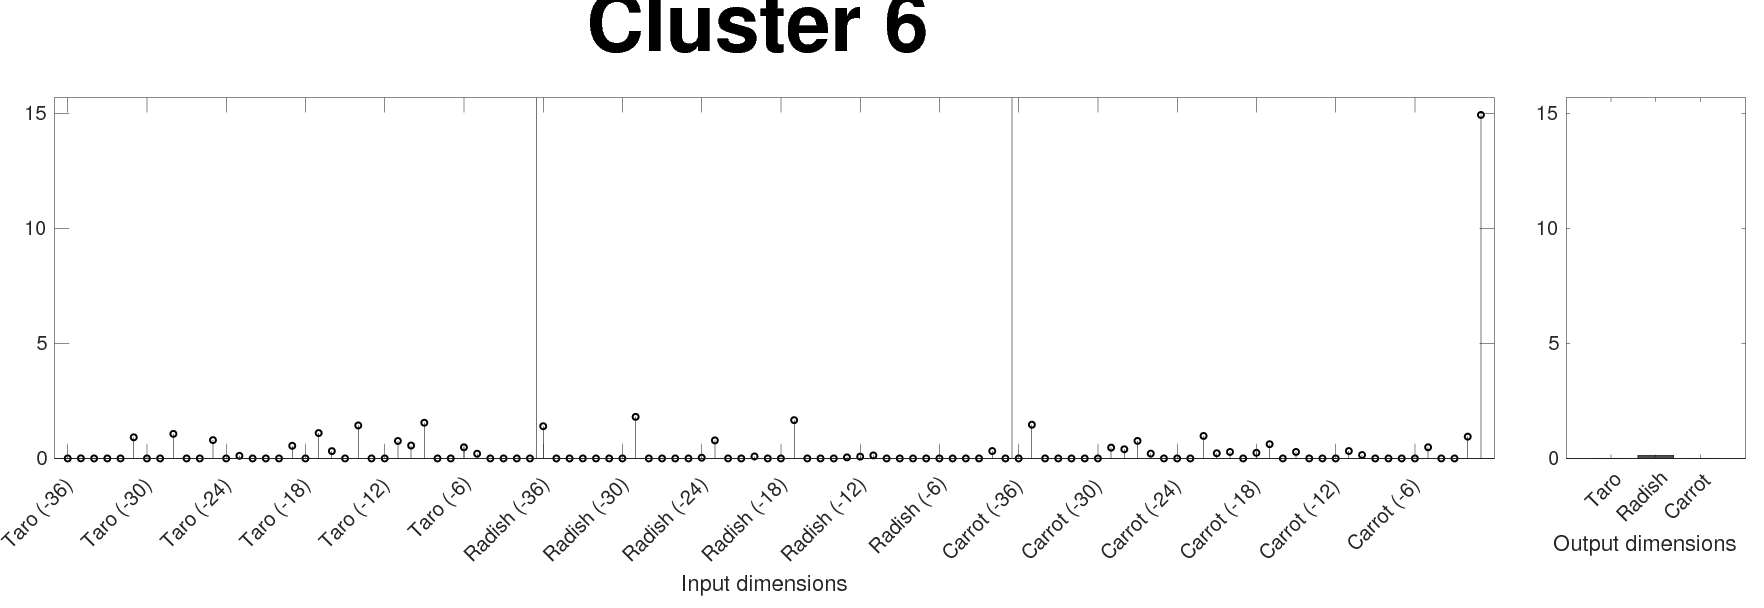 Cluster 6
15
10
5
0
Taro (-36)
Taro (-30)
Taro (-24)
Taro (-18)
Taro (-12)
Taro (-6)
Radish (-36)
Radish (-30)
Radish (-24)
Radish (-18)
Radish (-12)
Radish (-6)
Carrot (-36)
Carrot (-30)
Carrot (-24)
Carrot (-18)
Carrot (-12)
Carrot (-6)
Input dimensions
15
10
5
0
Taro
Radish
Carrot
Output dimensions